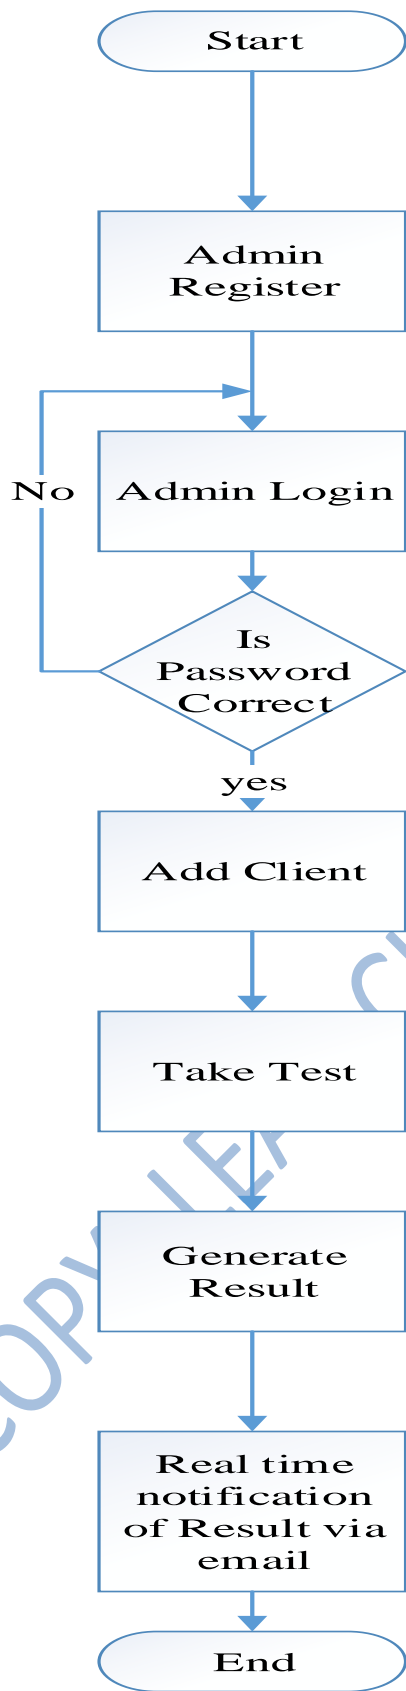 Start
Admin
Register
No
Admin Login
Is
Password
Correct
yes
Add Client
Take Test
Generate
Result
Real time
notification
of Result via
email
End